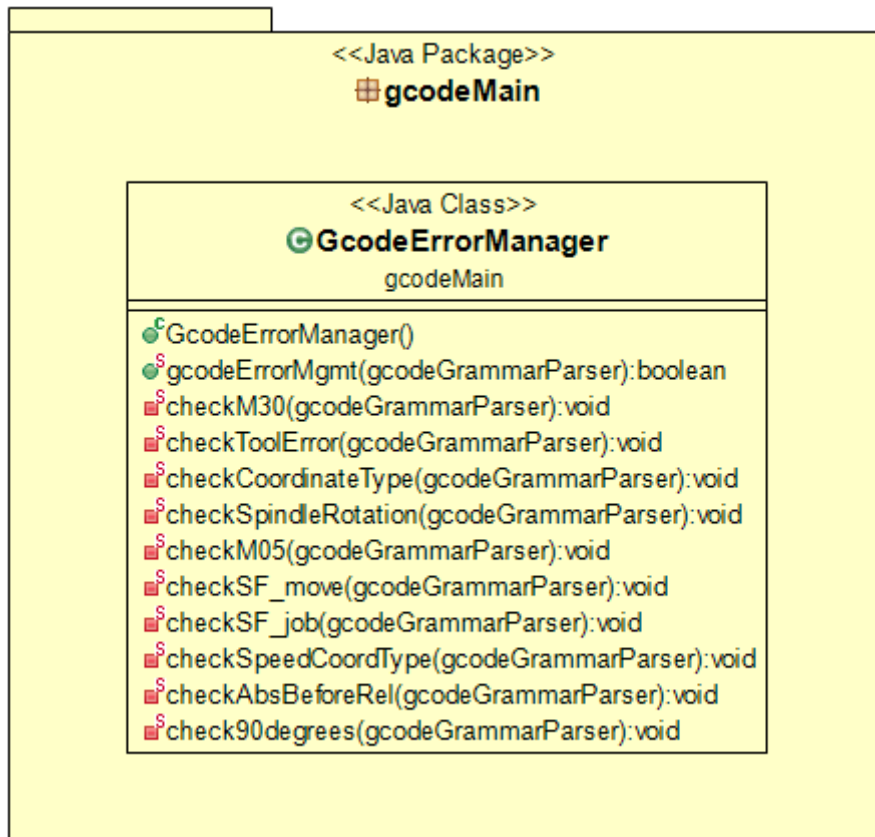 <<Java Package>>
gcodeMain
<<Java Class>>
GcodeErrorManager
gcodeMain
GcodeErrorManager()
gcodeErrorMgmt(gcodeGrammarParser):boolean
checkM30(gcodeGrammarParser):void
checkToolError(gcodeGrammarParser):void
checkCoordinateType(gcodeGrammarParser):void
checkSpindleRotation(gcodeGrammarParser):void
checkM05(gcodeGrammarParser):void
checkSF_move(gcodeGrammarParser):void
checkSF_job(gcodeGrammarParser):void
checkSpeedCoordType(gcodeGrammarParser):void
checkAbsBeforeRel(gcodeGrammarParser):void
check90degrees(gcodeGrammarParser):void